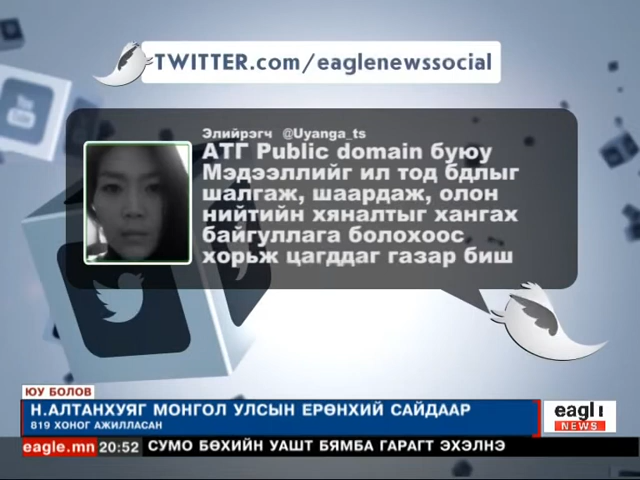 TWITTER.com/eaglenewssocial
Элийрэгч @Uyanga_ts
АТГ Public domain буюу
Мэдээллийг ил тод бдлыг
шалгаж, шаардаж, олон
нийтийн хяналтыг хангах
байгуллага болохоос
хорьж цагддаг газар биш
ЮУ БОЛОВ
Н.АЛТАНХУЯГ МОНГОЛ УЛСЫН ЕРӨНХИЙ САЙДААР
819 ХОНОГ АЖИЛЛАСАН
eagl
NEWS
eagle.mn 20:52 СУМО БӨХИЙН УАШТ БЯМБА ГАРАГТ ЭХЭЛНЭ